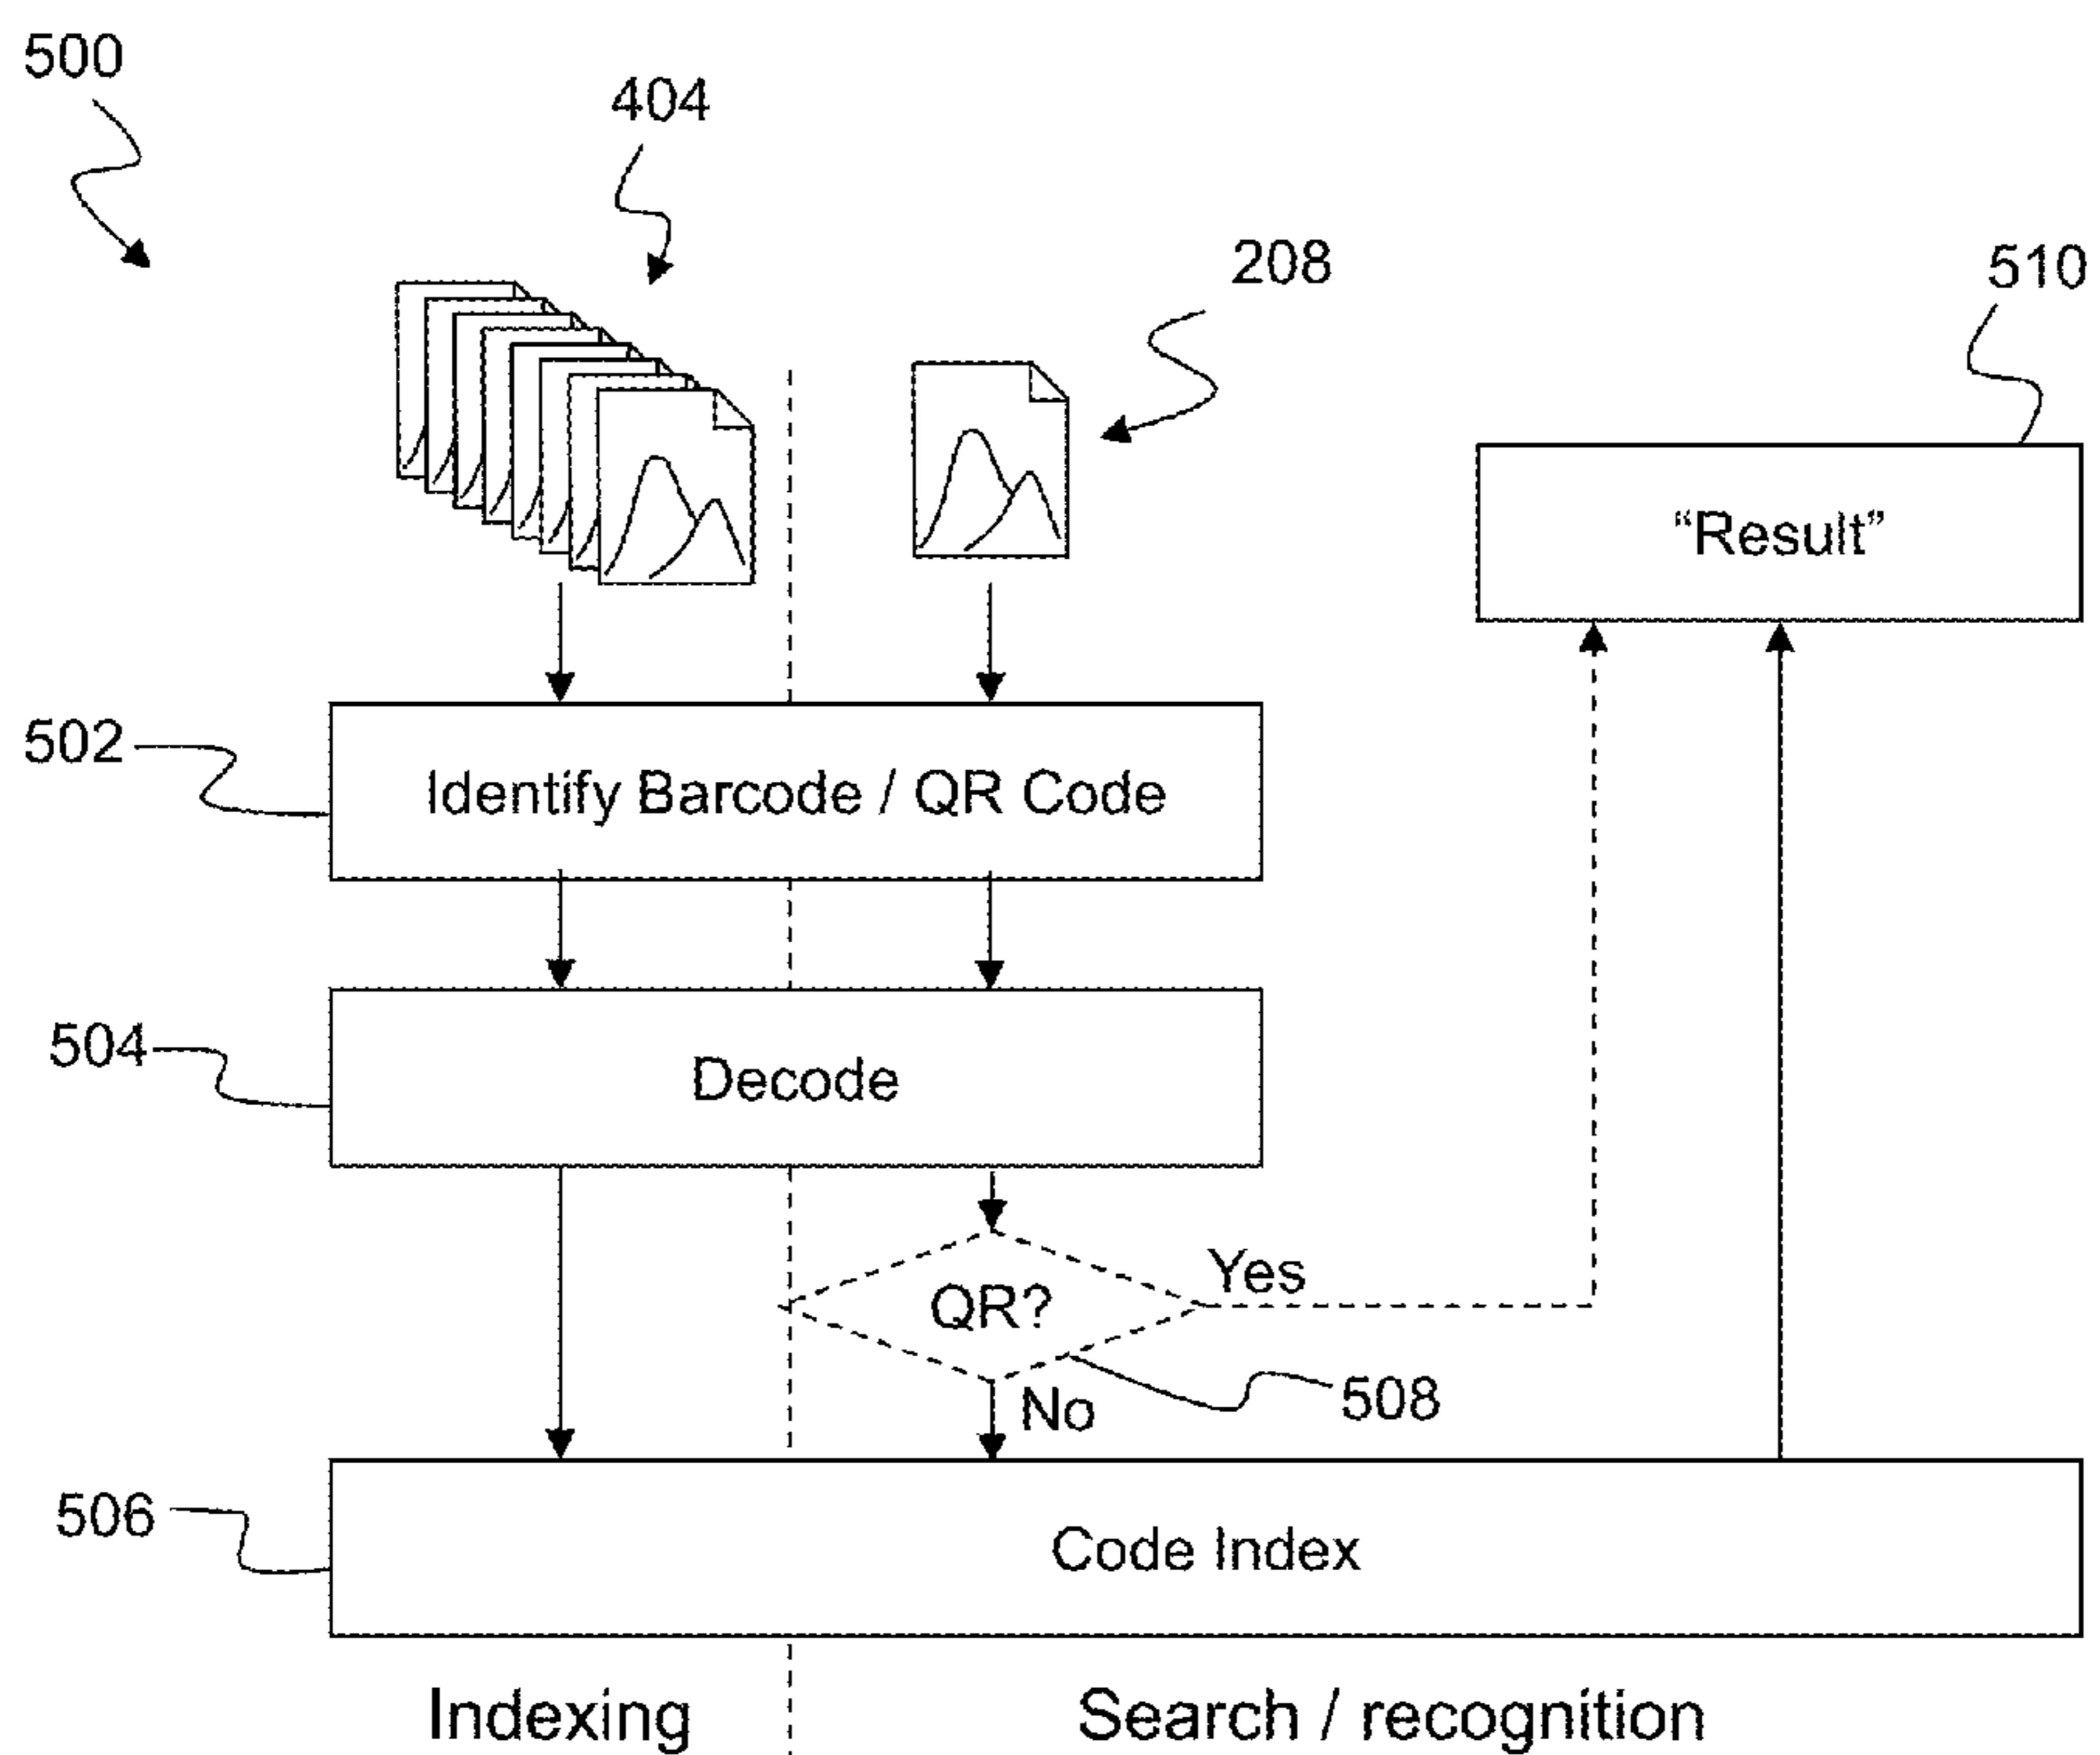 500
404
208
510
“Result”
502
Identify Barcode / QR Code
504
Decode
QR?
Yes
No
508
506
Code Index
Indexing
Search / recognition